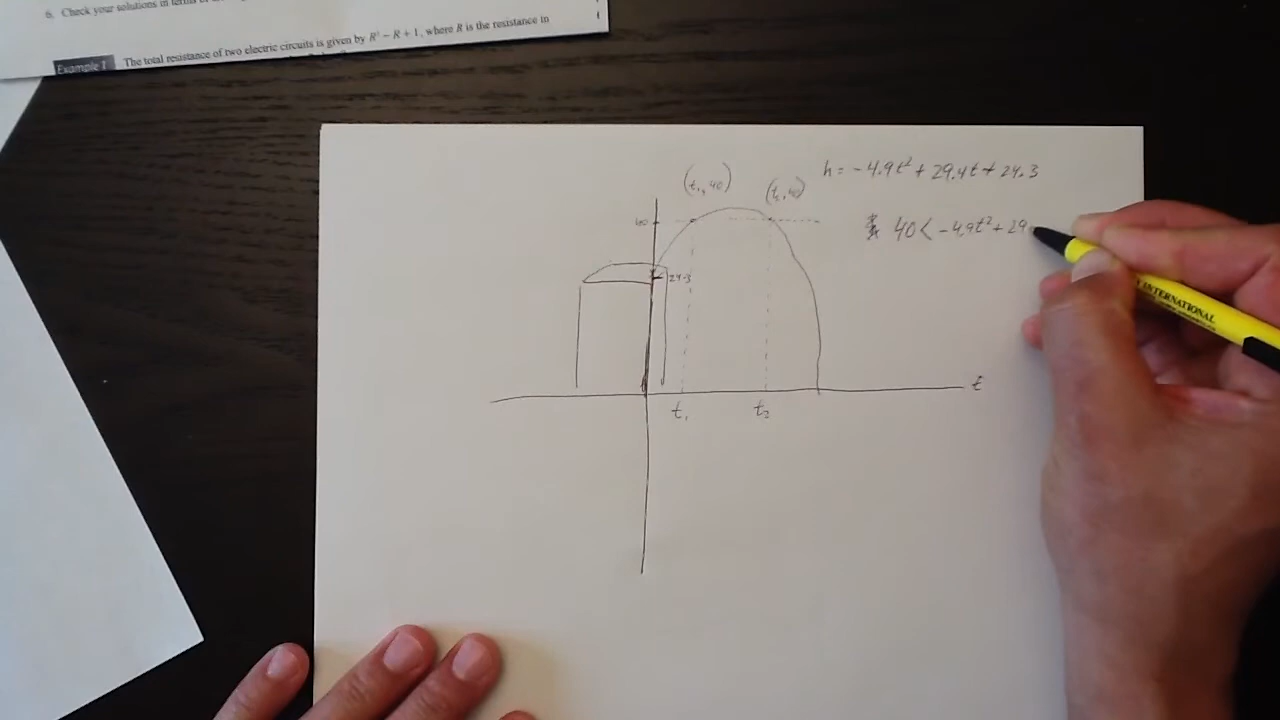 6. Check your solutions in terms of
Example 1 The total resistance of two electric circuits is given by R² − R + 1, where R is the resistance in
h = -4.9t² + 29.4t + 24.3
(t₁, 40)
(t₂, 40)
40
40 < -4.9t² + 29
24.3
t
t₁ t₂
INTERNATIONAL